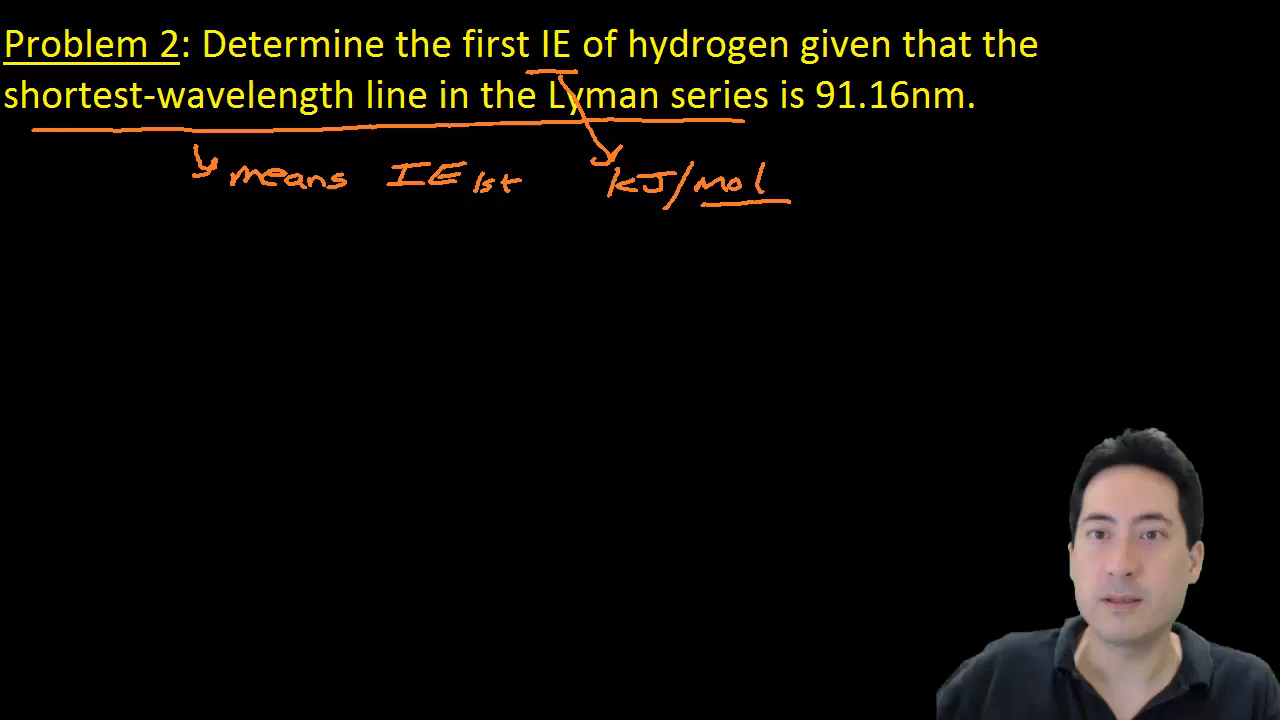 Problem 2: Determine the first IE of hydrogen given that the
shortest-wavelength line in the Lyman series is 91.16nm.
means IE 1st kJ/mol